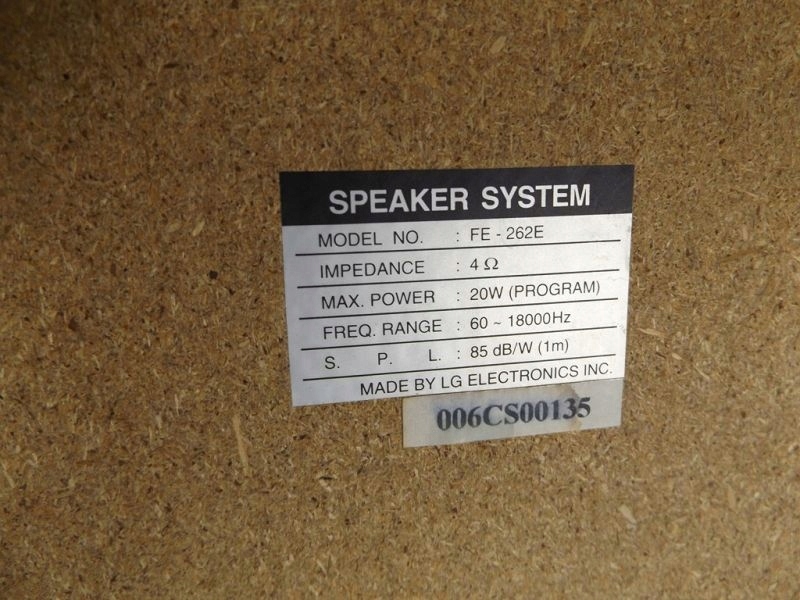 SPEAKER SYSTEM
MODEL NO. : FE - 262E
IMPEDANCE : 4 Ω
MAX. POWER : 20W (PROGRAM)
FREQ. RANGE : 60 ~ 18000Hz
S. P. L. : 85 dB/W (1m)
MADE BY LG ELECTRONICS INC.
006CS00135